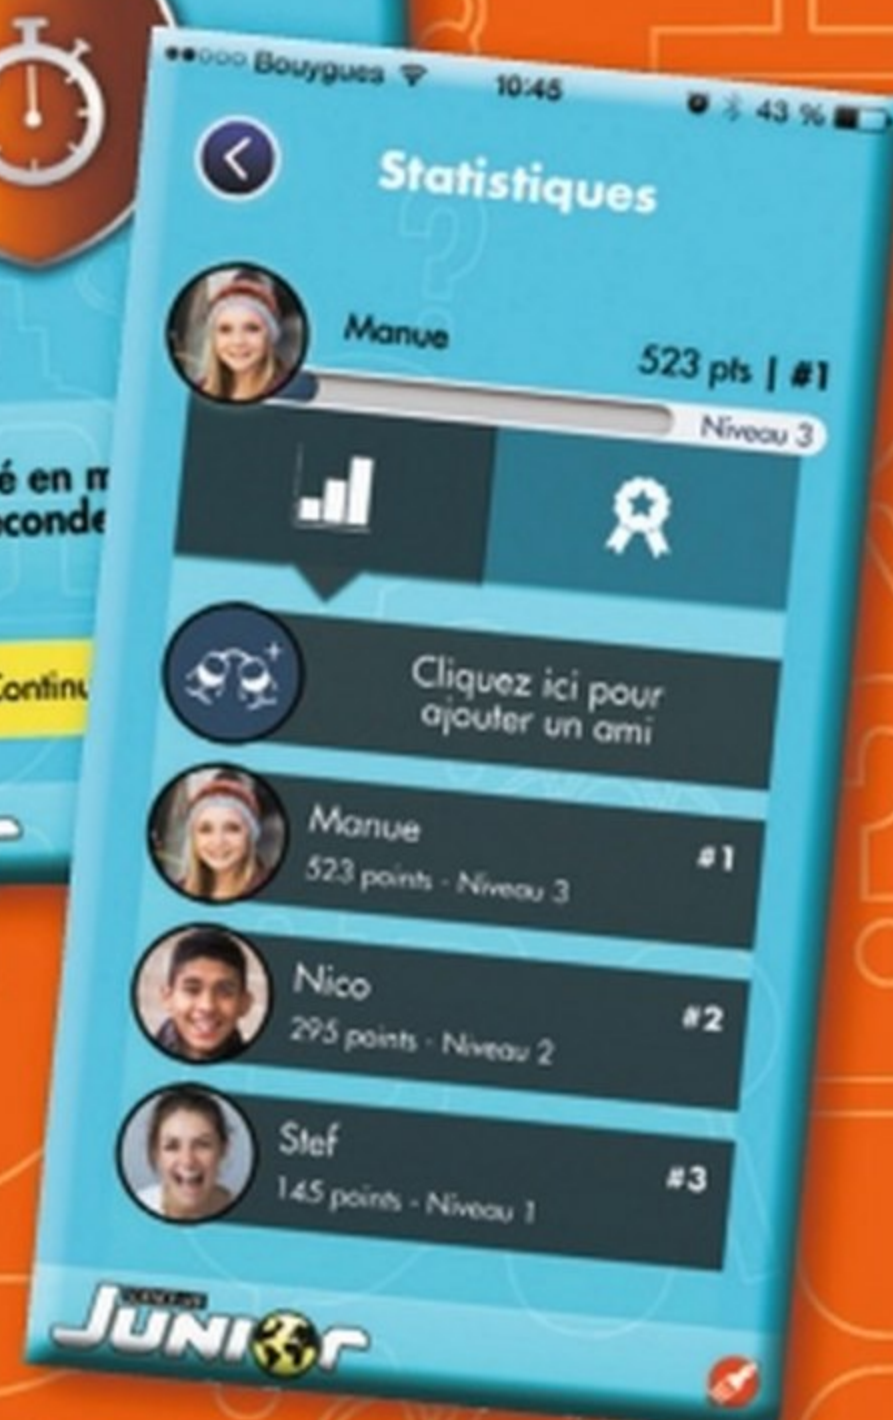 Bouygues 10:45 43 %
Statistiques
Manue
523 pts | #1
Niveau 3
é en m
conde
Continu
Cliquez ici pour
ajouter un ami
Manue
#1
523 points - Niveau 3
Nico
#2
295 points - Niveau 2
Stef
#3
145 points - Niveau 1
JUNIOR